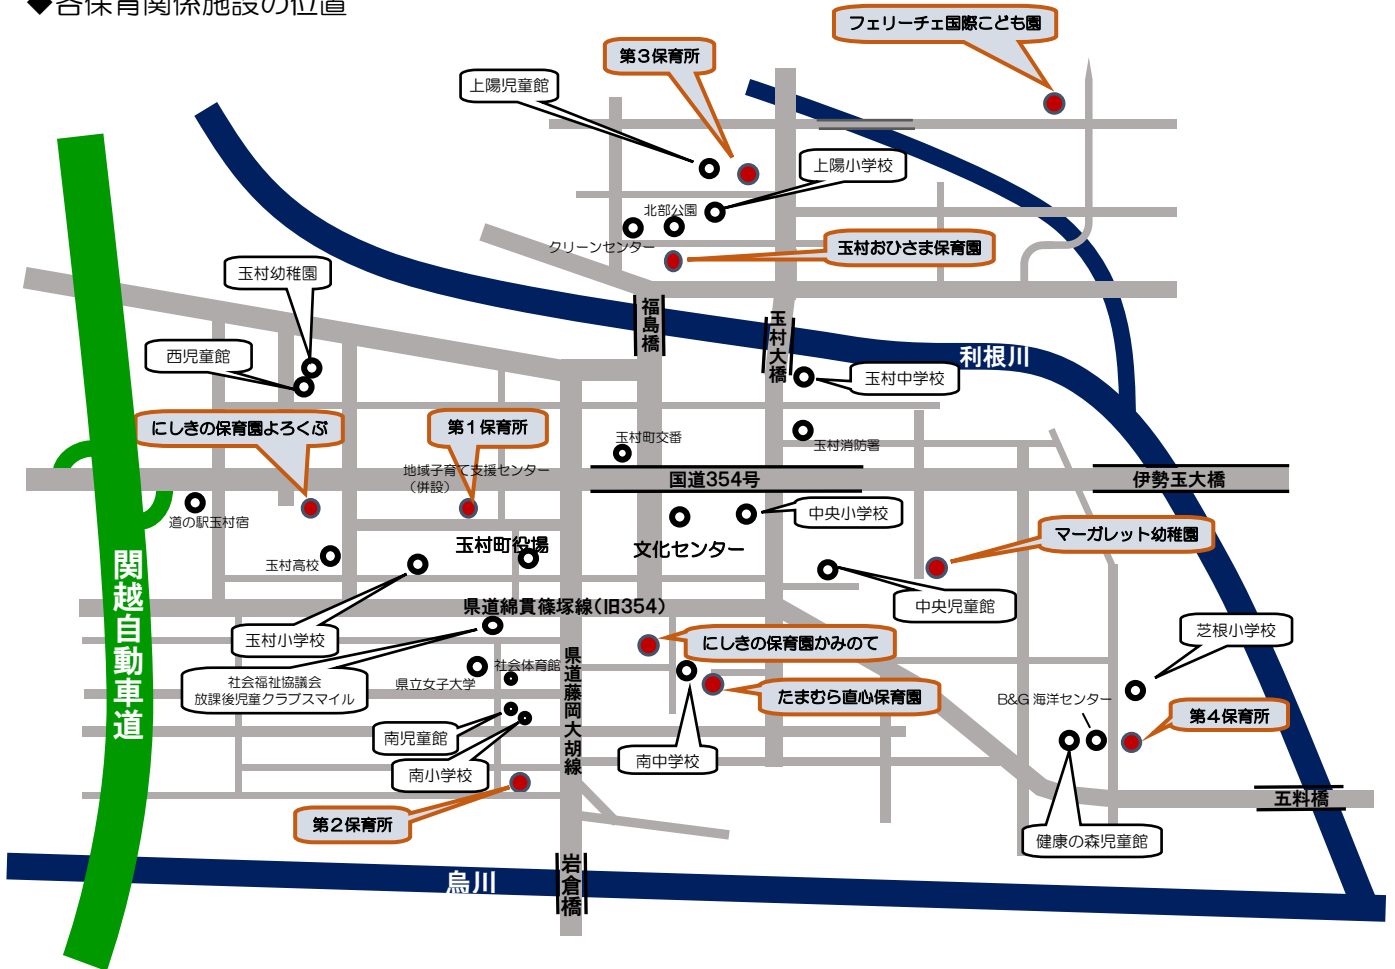 ◆各保育関係施設の位置
フェリーチェ国際こども園
第３保育所
上陽児童館
上陽小学校
北部公園
クリーンセンター
玉村おひさま保育園
玉村幼稚園
福島橋
玉村大橋
西児童館
利根川
玉村中学校
にしきの保育園よろくぶ
第１保育所
玉村町交番
玉村消防署
地域子育て支援センター
（併設）
国道354号
伊勢玉大橋
道の駅玉村宿
中央小学校
マーガレット幼稚園
玉村町役場
文化センター
玉村高校
関越自動車道
県道綿貫篠塚線（旧354）
中央児童館
玉村小学校
芝根小学校
にしきの保育園かみのて
社会体育館
県道藤岡大胡線
県立女子大学
社会福祉協議会
放課後児童クラブスマイル
たまむら直心保育園
B&G 海洋センター
第４保育所
南児童館
南中学校
南小学校
五料橋
第２保育所
健康の森児童館
烏川
岩倉橋